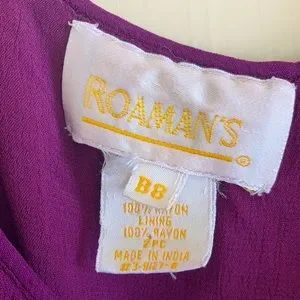 ROAMAN'S
®
B8
100% RAYON
LINING
100% RAYON
2PC
MADE IN INDIA